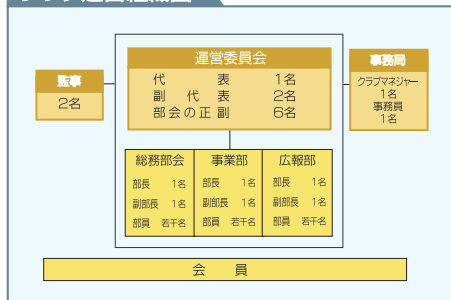 運営委員会
代表 1名
副代表 2名
部会の正副 6名
監事
2名
事務局
クラブマネジャー
1名
事務員
1名
総務部会
部長 1名
副部長 1名
部員 若干名
事業部
部長 1名
副部長 1名
部員 若干名
広報部
部長 1名
副部長 1名
部員 若干名
会員